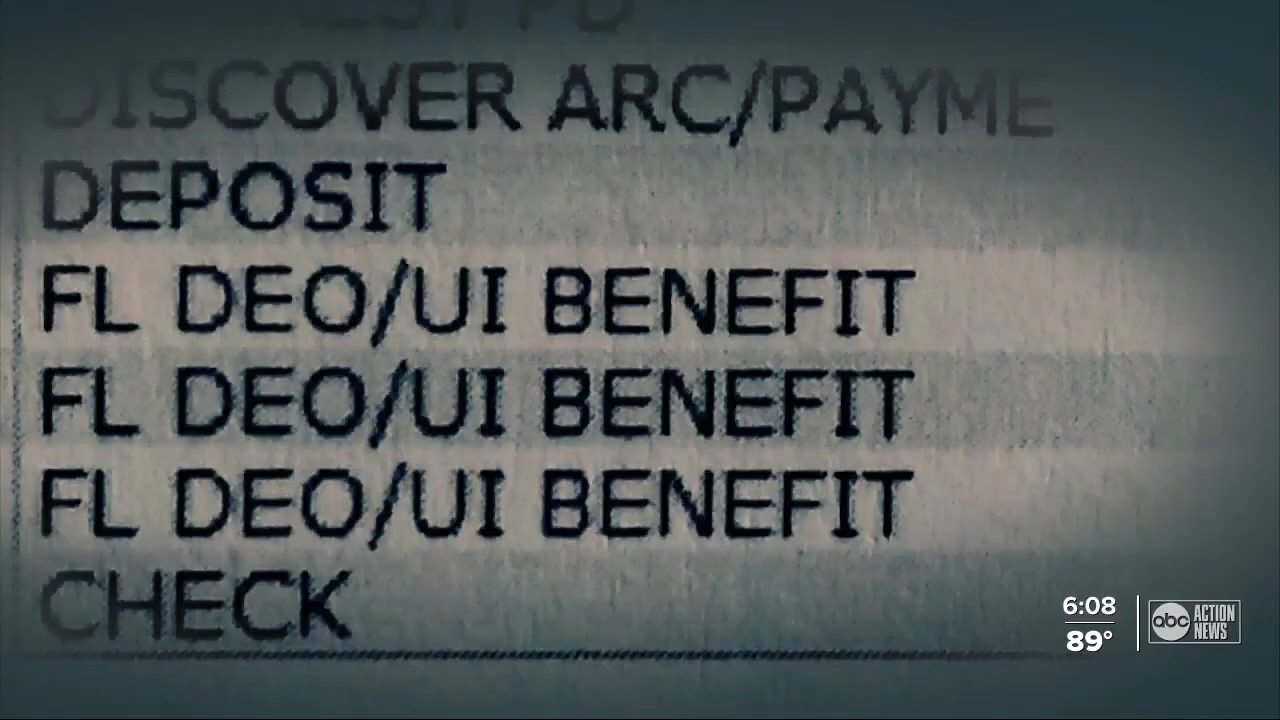 DISCOVER ARC/PAYME
DEPOSIT
FL DEO/UI BENEFIT
FL DEO/UI BENEFIT
FL DEO/UI BENEFIT
CHECK
6:08
89°
abc ACTION NEWS